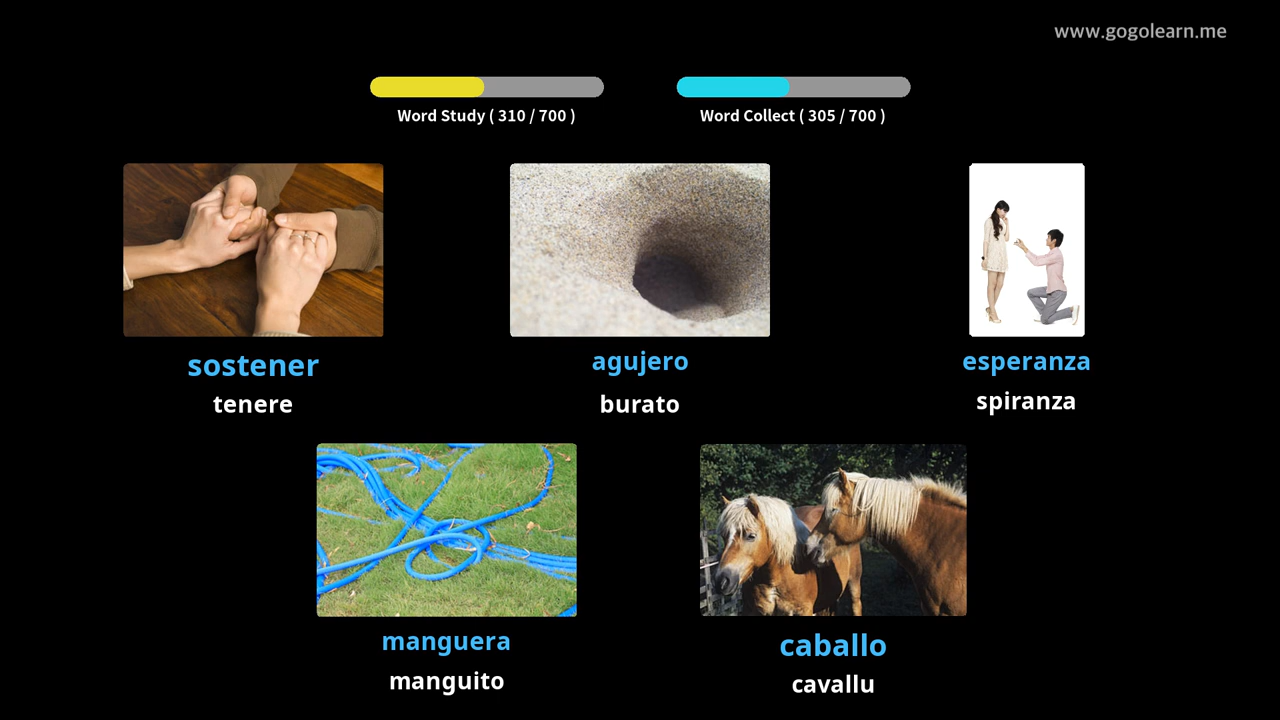 www.gogolearn.me
Word Study ( 310 / 700 )
Word Collect ( 305 / 700 )
sostener
tenere
agujero
burato
esperanza
spiranza
manguera
manguito
caballo
cavallu